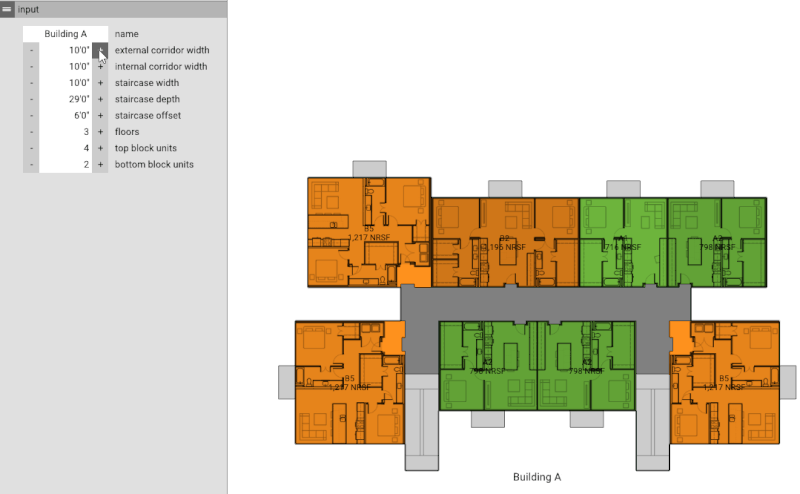 input
Building A name
- 10'0" + external corridor width
- 10'0" + internal corridor width
- 10'0" + staircase width
- 29'0" + staircase depth
- 6'0" + staircase offset
- 3 + floors
- 4 + top block units
- 2 + bottom block units
B5
1,217 NRSF
B2
1,195 NRSF
A1
716 NRSF
A2
798 NRSF
B5
1,217 NRSF
A2
798 NRSF
A2
798 NRSF
B5
1,217 NRSF
Building A